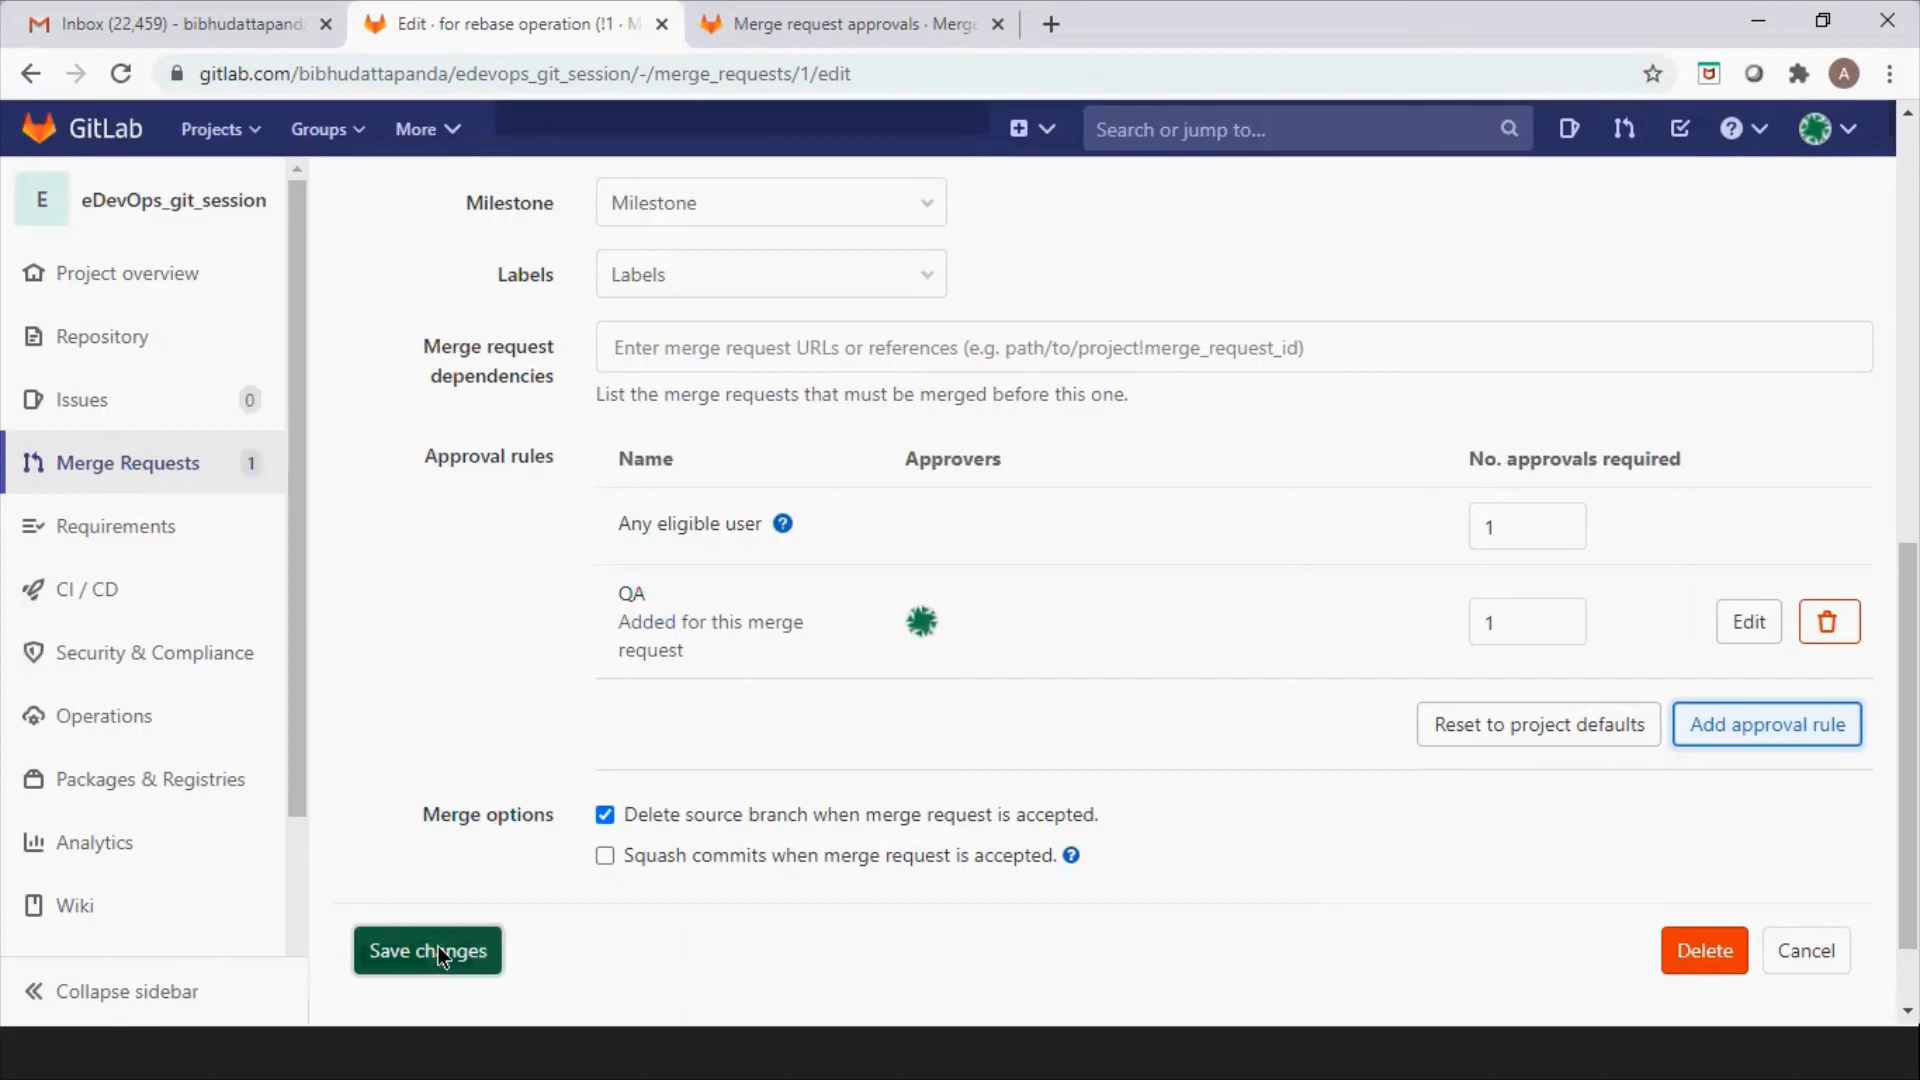 Inbox (22,459) - bibhudattapand
Edit · for rebase operation (!1 · M
Merge request approvals · Merge
gitlab.com/bibhudattapanda/edevops_git_session/-/merge_requests/1/edit
A
GitLab
Projects
Groups
More
Search or jump to...
E
eDevOps_git_session
Project overview
Repository
Issues 0
Merge Requests 1
Requirements
CI / CD
Security & Compliance
Operations
Packages & Registries
Analytics
Wiki
Collapse sidebar
Milestone
Milestone
Labels
Labels
Merge request
dependencies
Enter merge request URLs or references (e.g. path/to/project!merge_request_id)
List the merge requests that must be merged before this one.
Approval rules
Name Approvers No. approvals required
Any eligible user ? 1
QA
Added for this merge
request
1
Edit
Reset to project defaults
Add approval rule
Merge options
Delete source branch when merge request is accepted.
Squash commits when merge request is accepted. ?
Save changes
Delete
Cancel